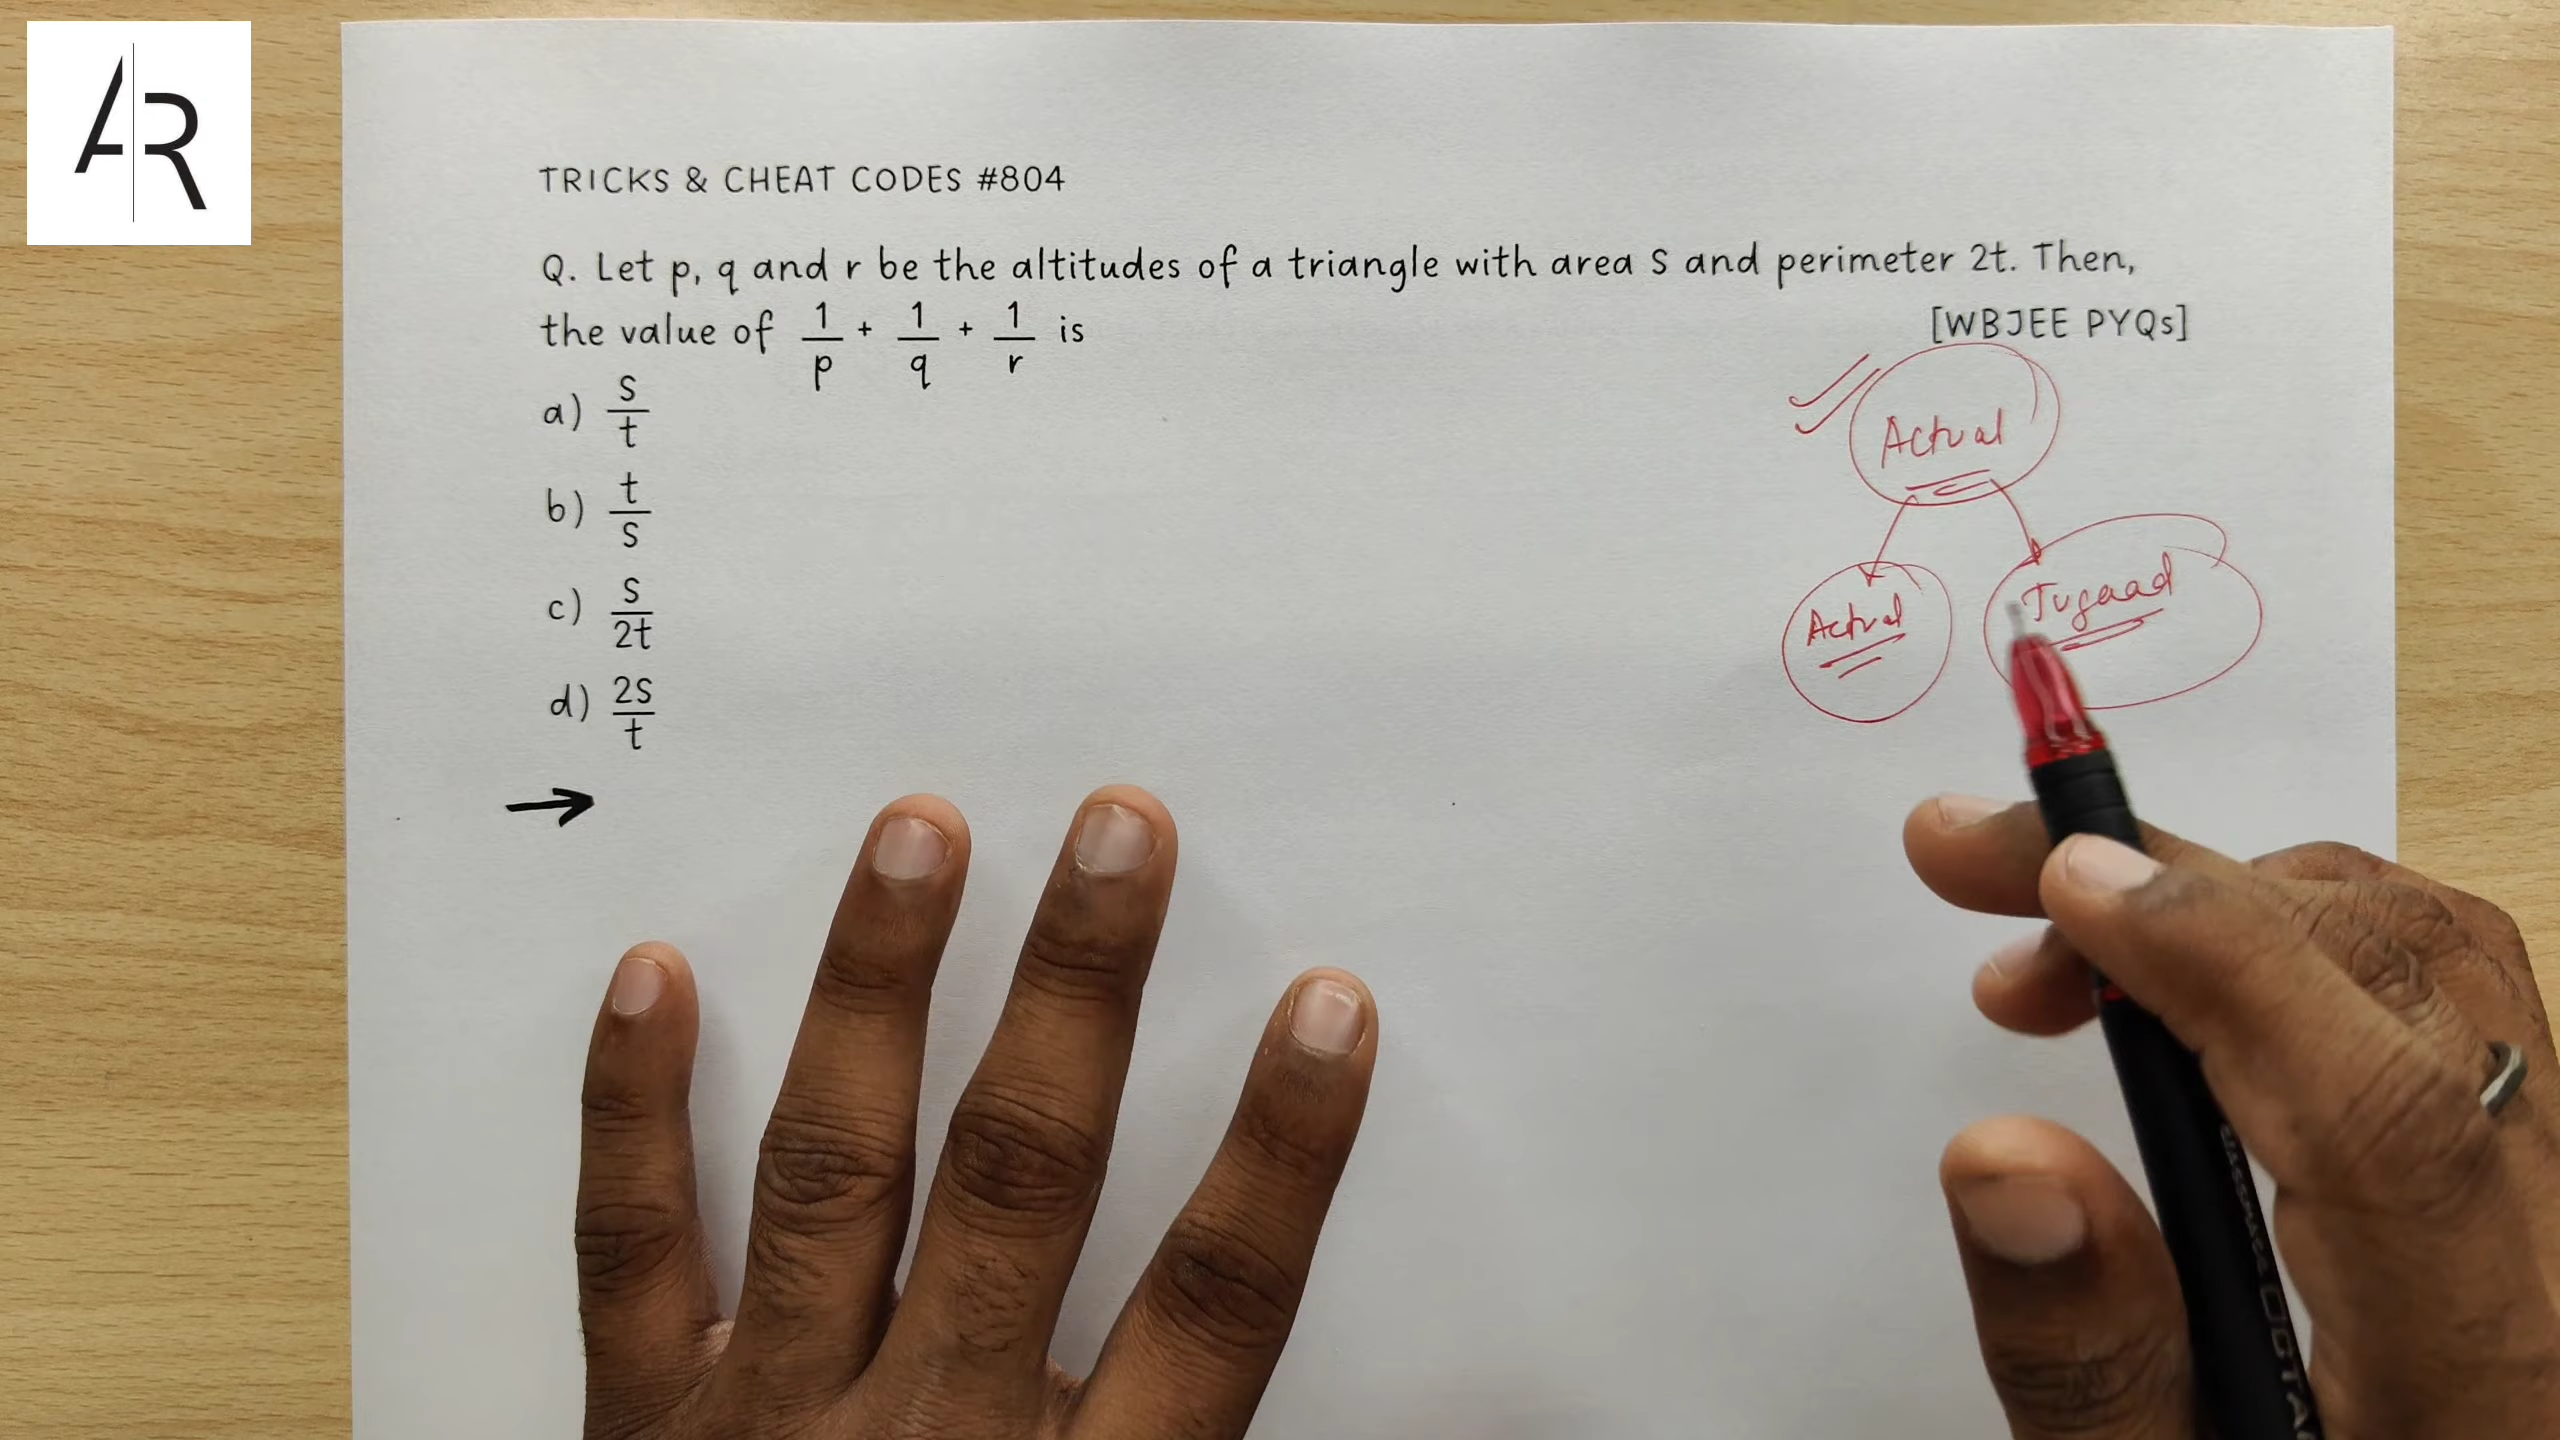 AR
TRICKS & CHEAT CODES #804
Q. Let p, q and r be the altitudes of a triangle with area S and perimeter 2t. Then,
the value of 1/p + 1/q + 1/r is [WBJEE PYQs]
a) S/t
b) t/S
c) S/2t
d) 2S/t
→
Actual
Actual Jugaad